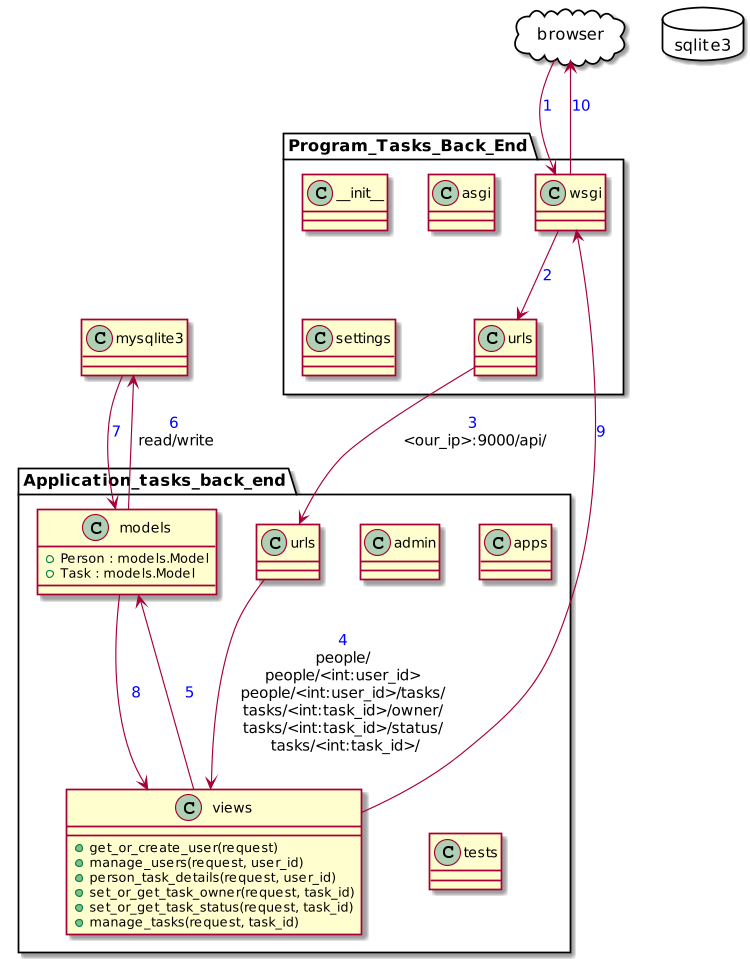 browser
sqlite3
1
10
Program_Tasks_Back_End
C __init__
C asgi
C wsgi
2
C mysqlite3
C settings
C urls
7
6
read/write
3
<our_ip>:9000/api/
9
Application_tasks_back_end
C models
Person : models.Model
Task : models.Model
C urls
C admin
C apps
8
5
4
people/
people/<int:user_id>
people/<int:user_id>/tasks/
tasks/<int:task_id>/owner/
tasks/<int:task_id>/status/
tasks/<int:task_id>/
C views
get_or_create_user(request)
manage_users(request, user_id)
person_task_details(request, user_id)
set_or_get_task_owner(request, task_id)
set_or_get_task_status(request, task_id)
manage_tasks(request, task_id)
C tests